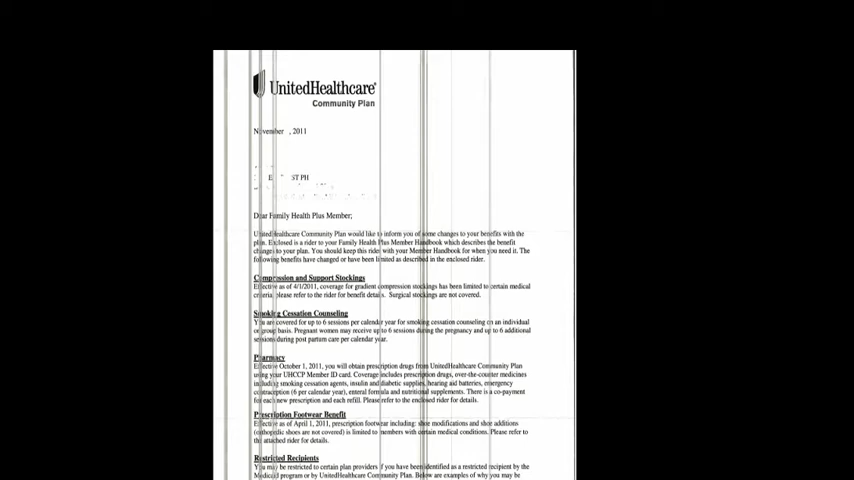 UnitedHealthcare®
Community Plan
November , 2011
ST PH
Dear Family Health Plus Member;
UnitedHealthcare Community Plan would like to inform you of some changes to your benefits with the
plan. Enclosed is a rider to your Family Health Plus Member Handbook which describes the benefit
changes to your plan. You should keep this rider with your Member Handbook for when you need it. The
following benefits have changed or have been limited as described in the enclosed rider.
Compression and Support Stockings
Effective as of 4/1/2011, coverage for gradient compression stockings has been limited to certain medical
criteria, please refer to the rider for benefit details. Surgical stockings are not covered.
Smoking Cessation Counseling
You are covered for up to 6 sessions per calendar year for smoking cessation counseling on an individual
or group basis. Pregnant women may receive up to 6 sessions during the pregnancy and up to 6 additional
sessions during post partum care per calendar year.
Pharmacy
Effective October 1, 2011, you will obtain prescription drugs from UnitedHealthcare Community Plan
using your UHCCP Member ID card. Coverage includes prescription drugs, over-the-counter medicines
including smoking cessation agents, insulin and diabetic supplies, hearing aid batteries, emergency
contraception (6 per calendar year), enteral formula and nutritional supplements. There is a co-payment
for each new prescription and each refill. Please refer to the enclosed rider for details.
Prescription Footwear Benefit
Effective as of April 1, 2011, prescription footwear including: shoe modifications and shoe additions
(orthopedic shoes are not covered) is limited to members with certain medical conditions. Please refer to
the attached rider for details.
Restricted Recipients
You may be restricted to certain plan providers if you have been identified as a restricted recipient by the
Medicaid program or by UnitedHealthcare Community Plan. Below are examples of why you may be